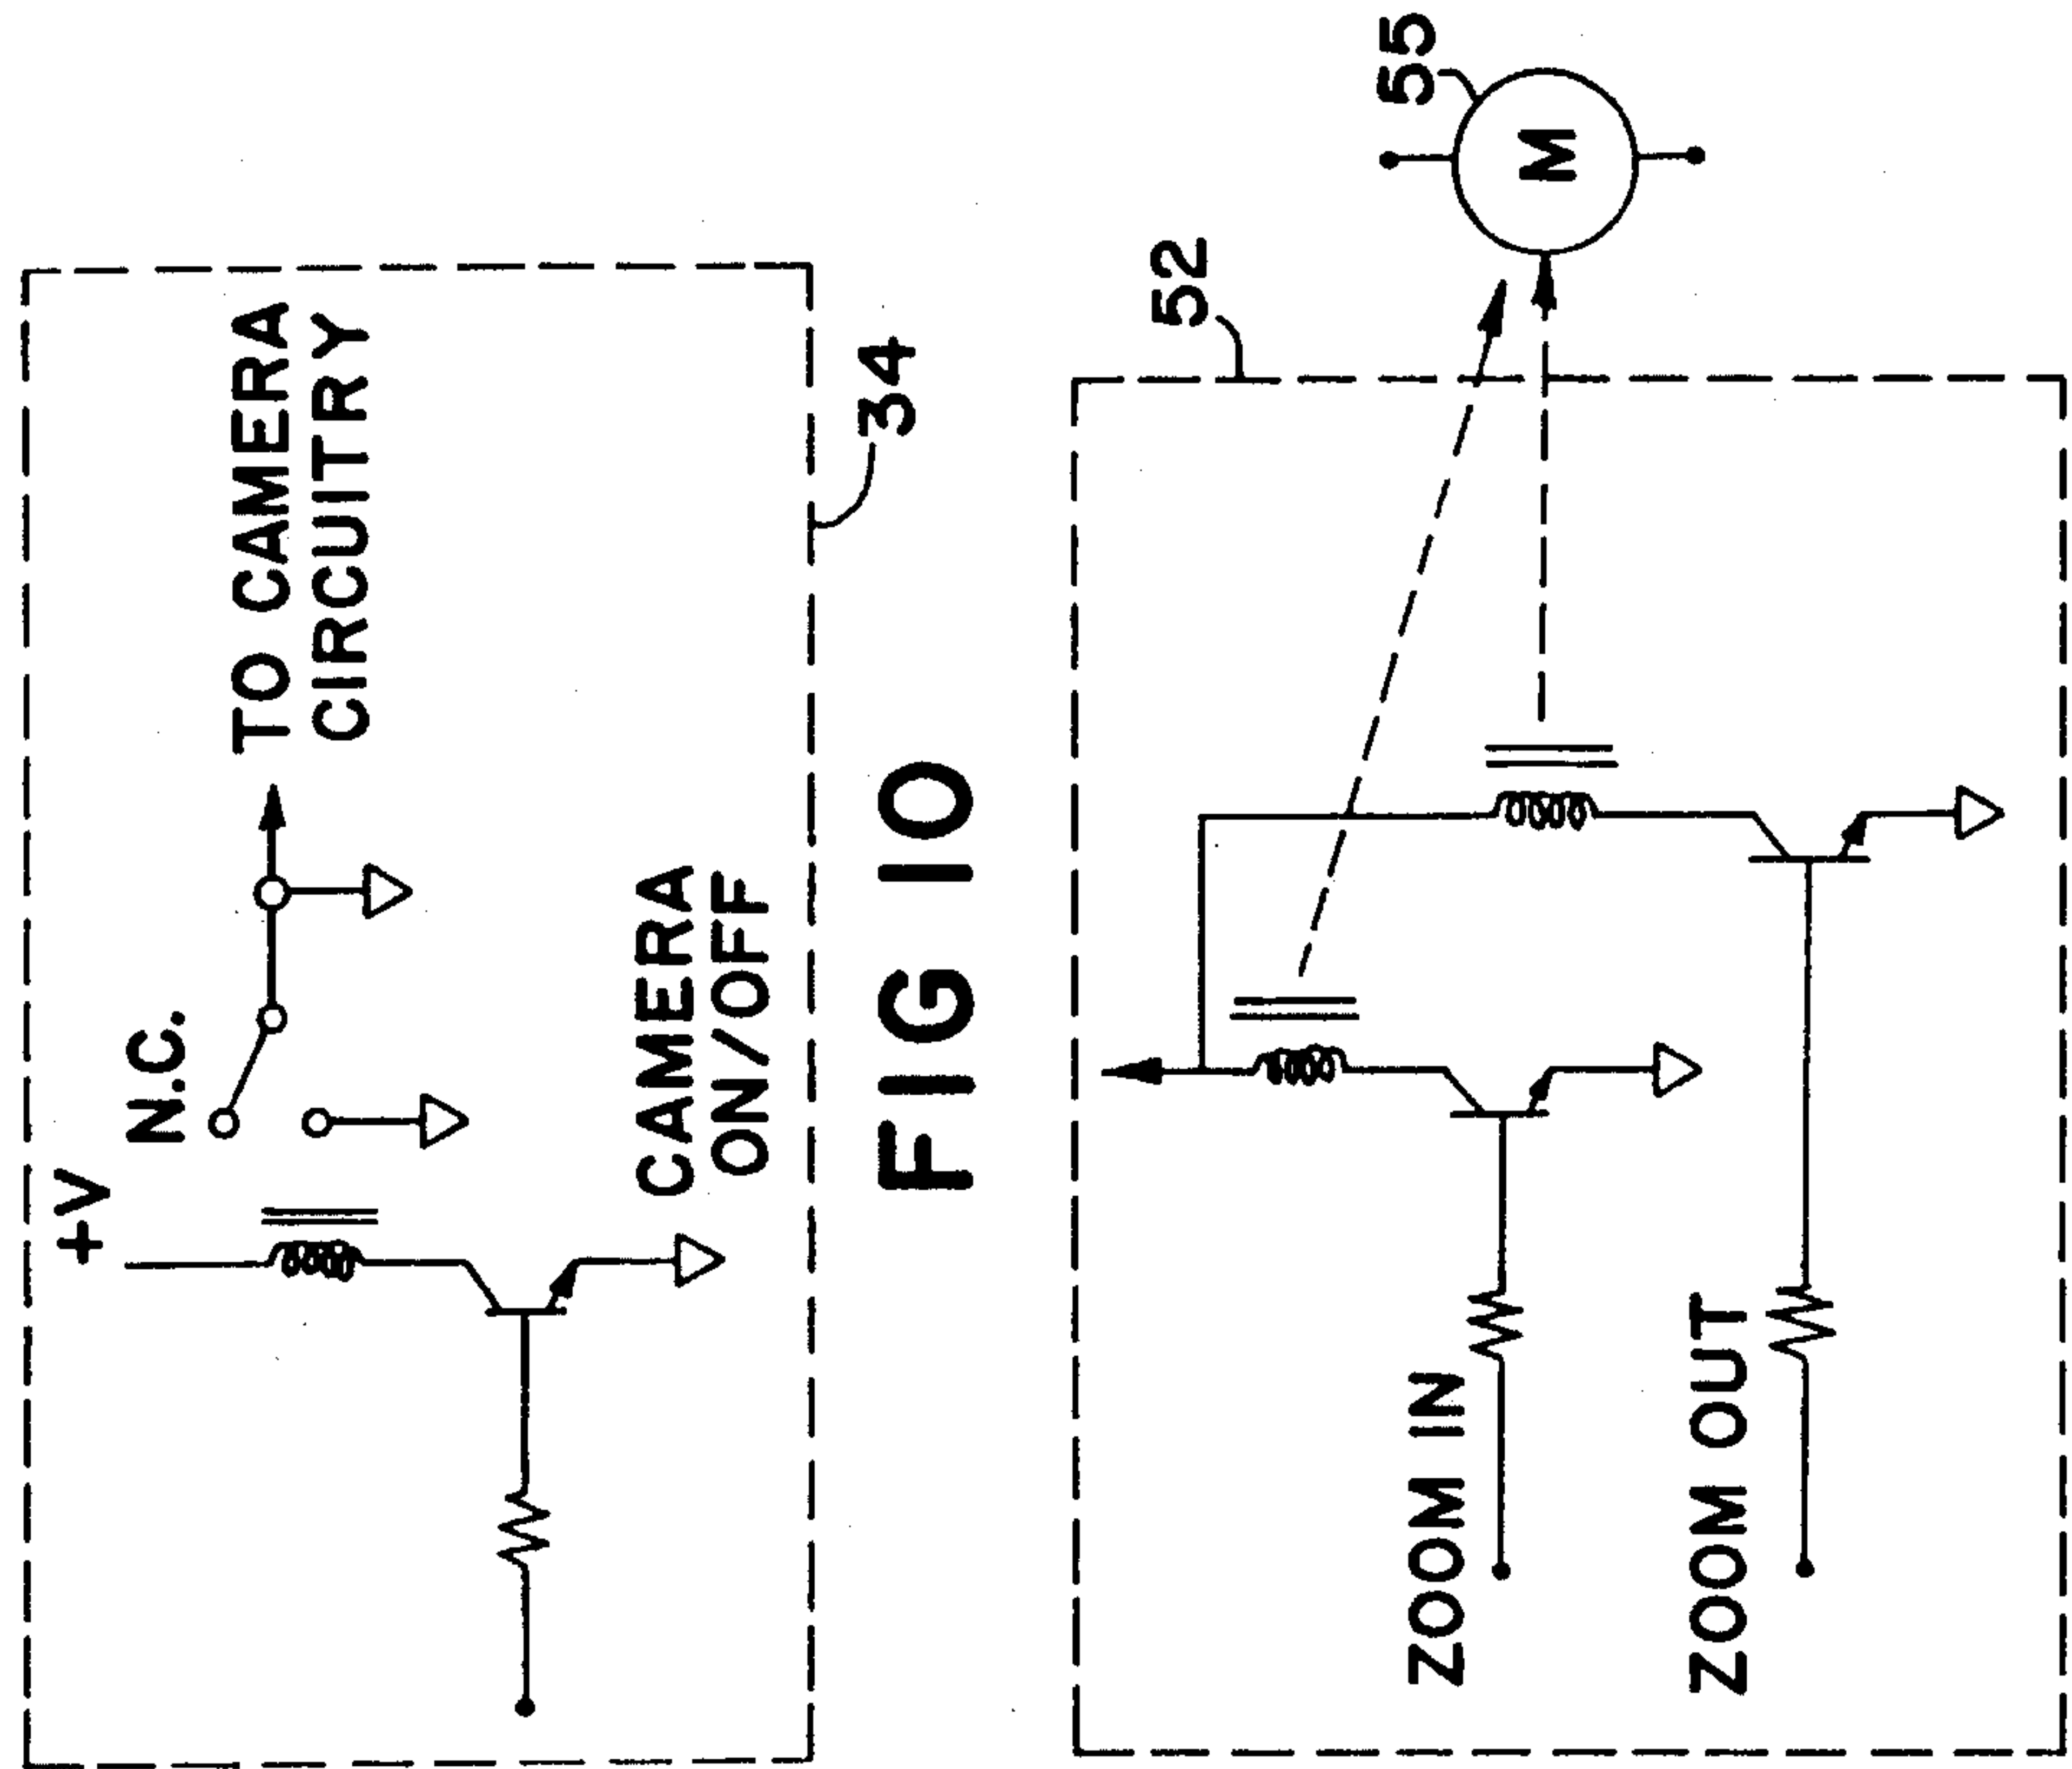 +V
N.C.
TO CAMERA
CIRCUITRY
CAMERA
ON/OFF
34
FIG 10
52
55
M
ZOOM IN
ZOOM OUT